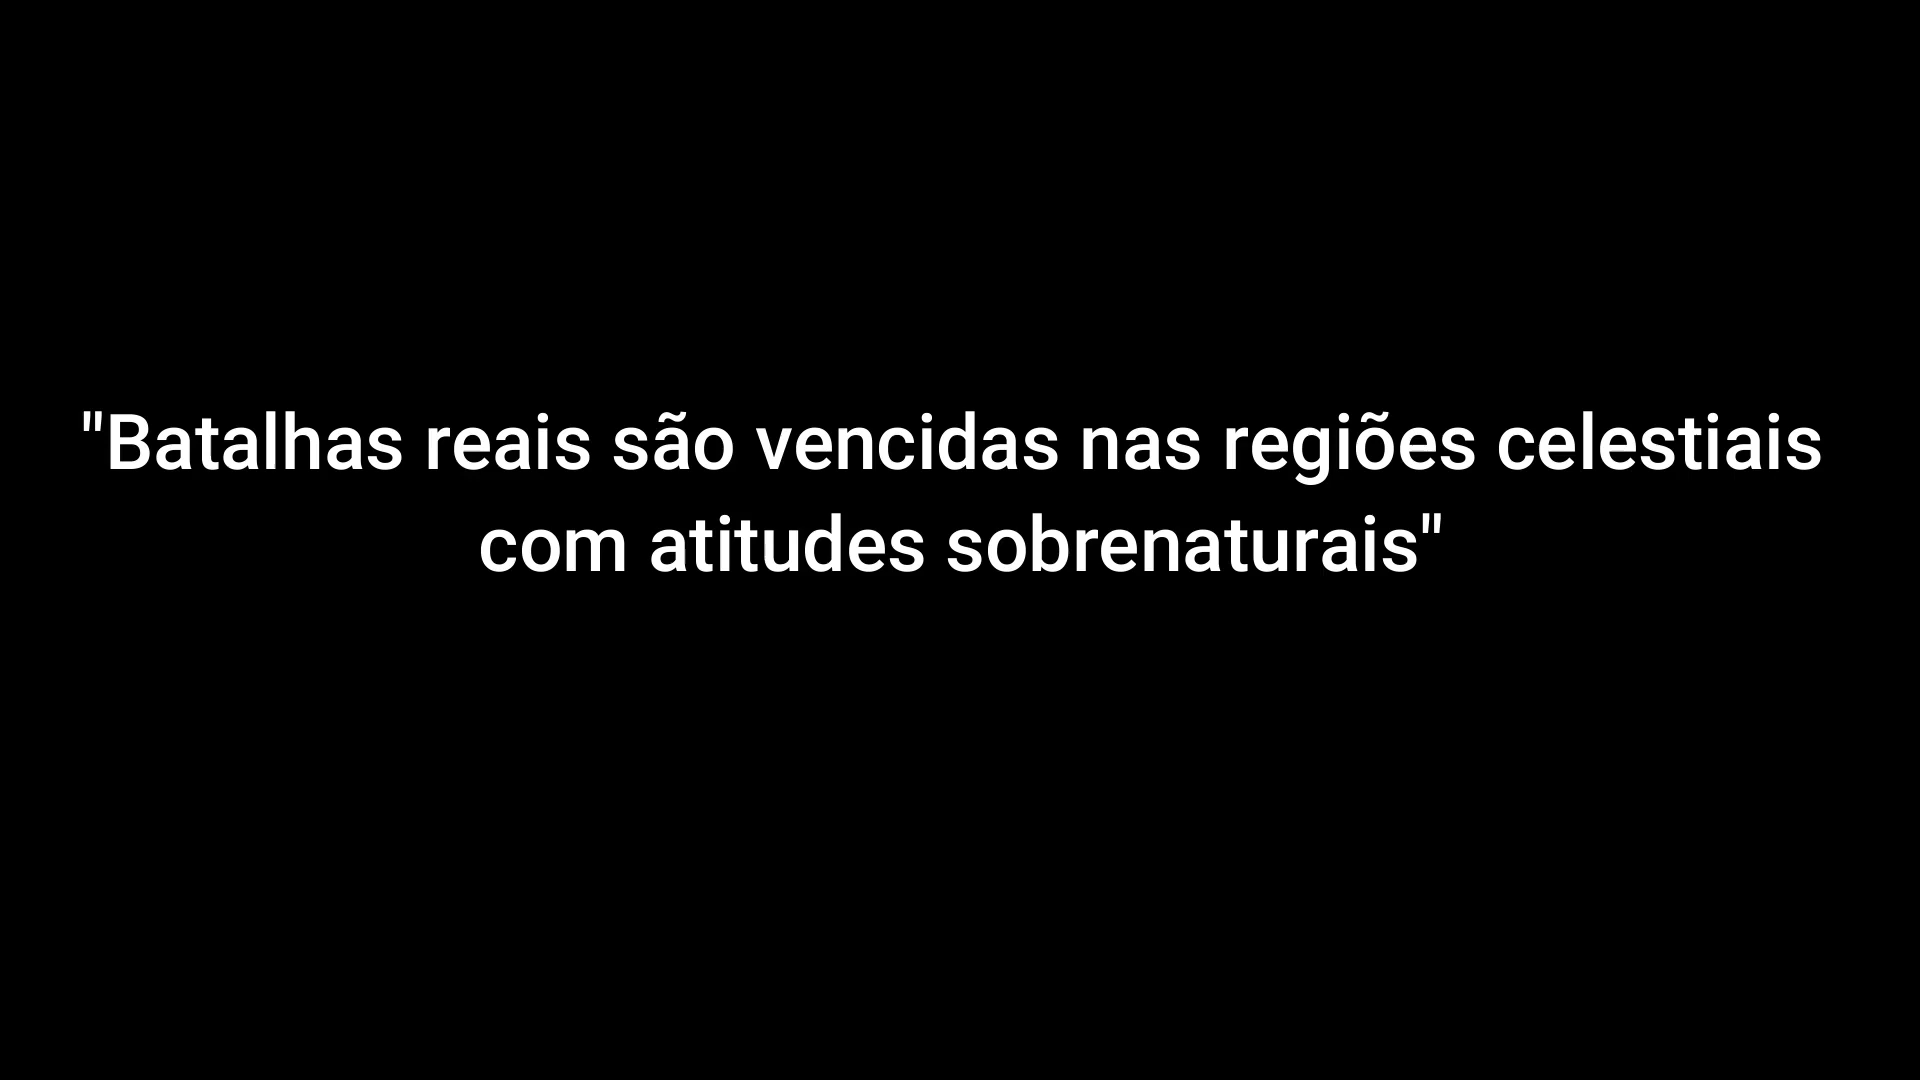 "Batalhas reais são vencidas nas regiões celestiais
com atitudes sobrenaturais"